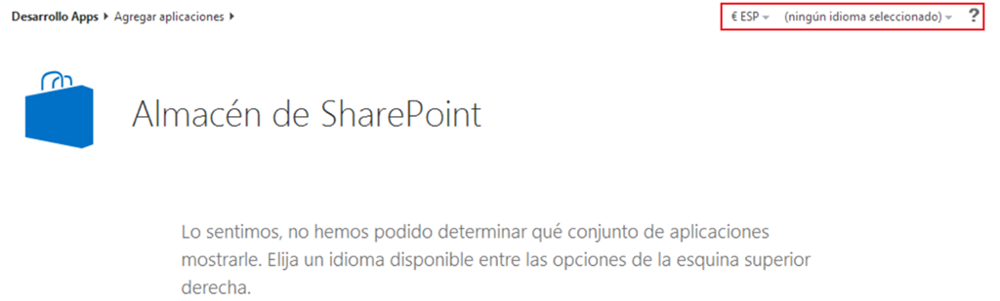 Desarrollo Apps Agregar aplicaciones € ESP (ningún idioma seleccionado) ?
Almacén de SharePoint
Lo sentimos, no hemos podido determinar qué conjunto de aplicaciones
mostrarle. Elija un idioma disponible entre las opciones de la esquina superior
derecha.